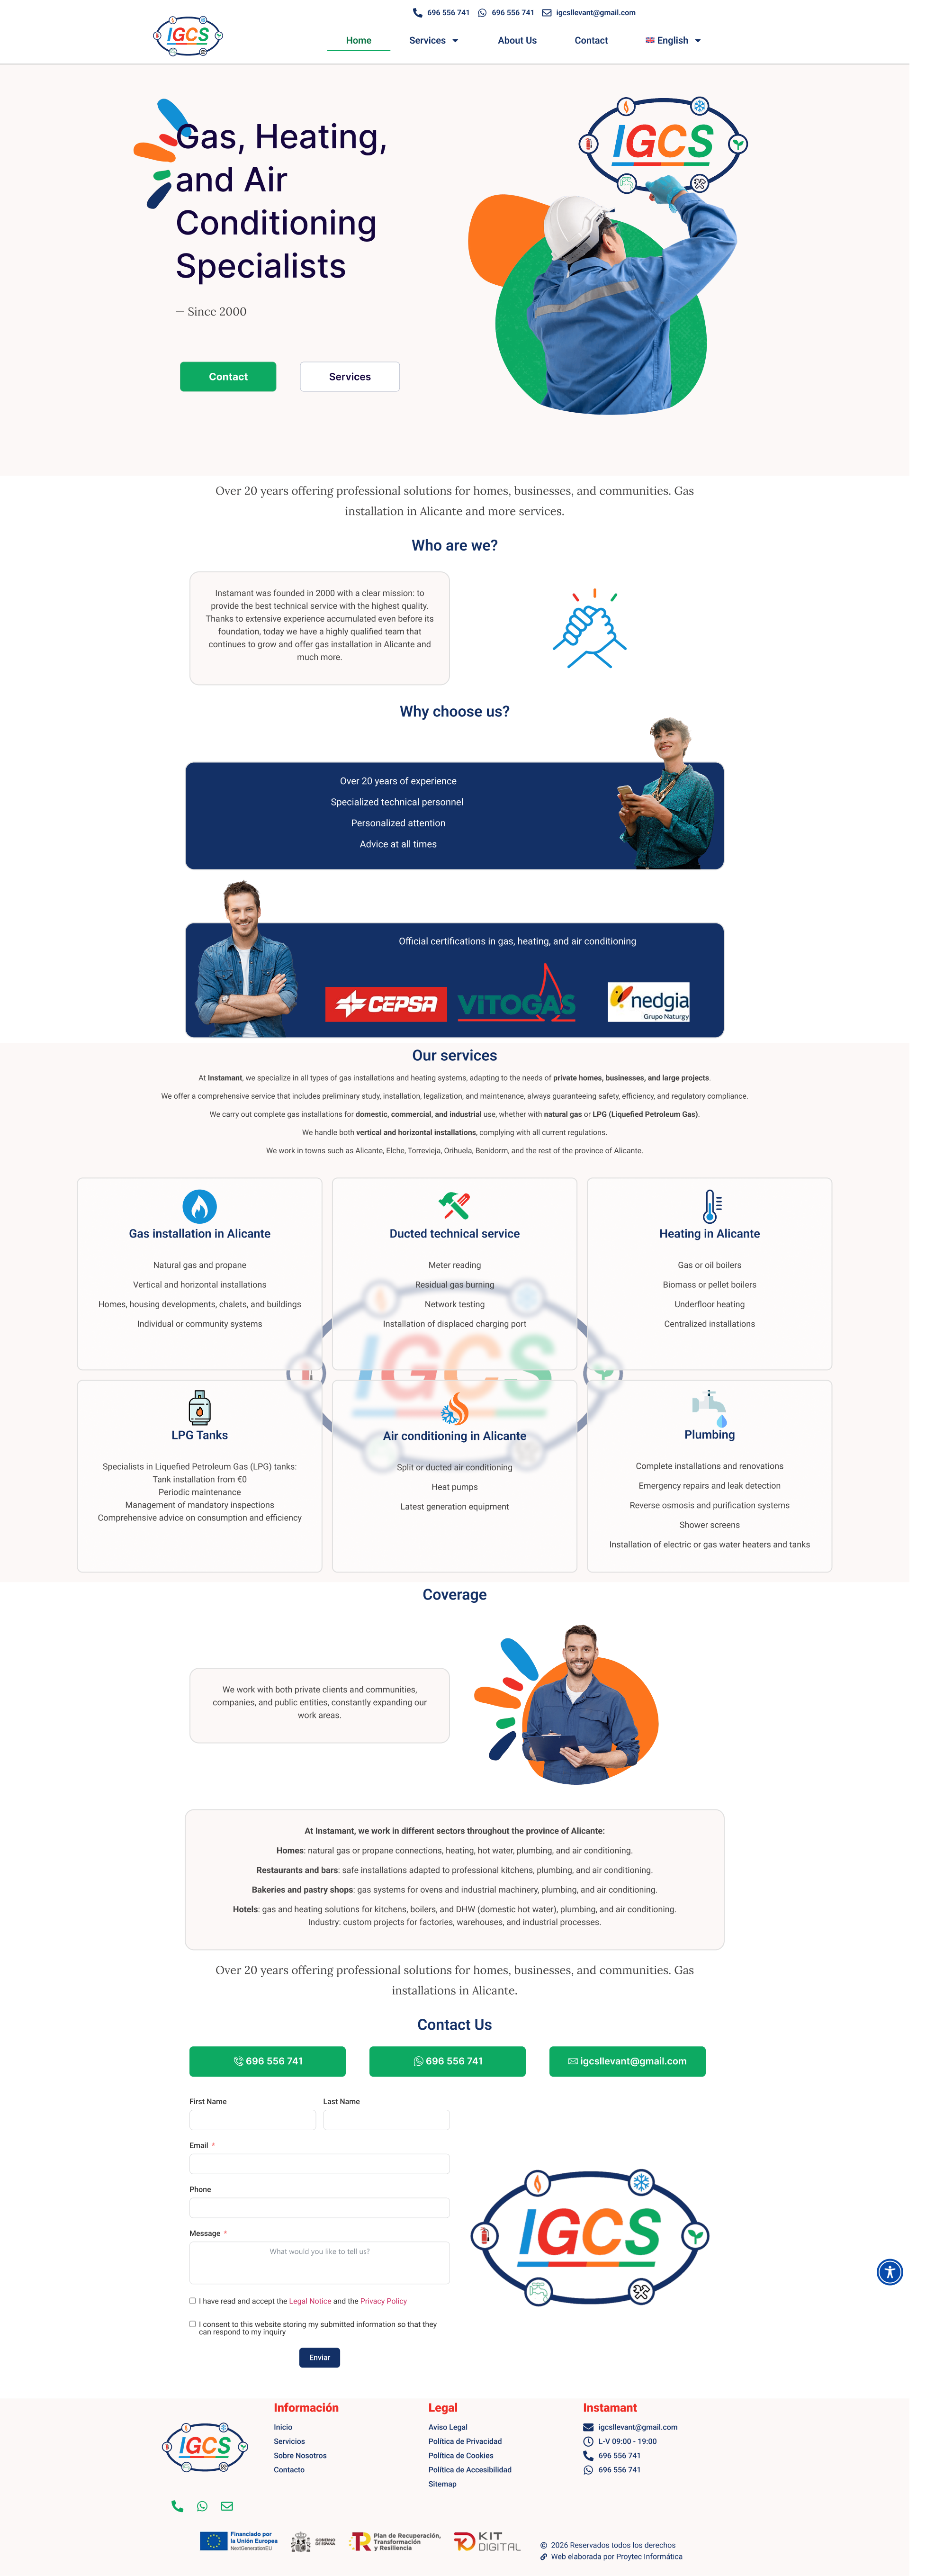 696 556 741
696 556 741
igcsllevant@gmail.com
IGCS
Home
Services
About Us
Contact
English
Gas, Heating,
and Air
Conditioning
Specialists
— Since 2000
Contact
Services
IGCS
Over 20 years offering professional solutions for homes, businesses, and communities. Gas
installation in Alicante and more services.
Who are we?
Instamant was founded in 2000 with a clear mission: to
provide the best technical service with the highest quality.
Thanks to extensive experience accumulated even before its
foundation, today we have a highly qualified team that
continues to grow and offer gas installation in Alicante and
much more.
Why choose us?
Over 20 years of experience
Specialized technical personnel
Personalized attention
Advice at all times
Official certifications in gas, heating, and air conditioning
CEPSA
VITOGAS
nedgia
Grupo Naturgy
Our services
At Instamant, we specialize in all types of gas installations and heating systems, adapting to the needs of private homes, businesses, and large projects.
We offer a comprehensive service that includes preliminary study, installation, legalization, and maintenance, always guaranteeing safety, efficiency, and regulatory compliance.
We carry out complete gas installations for domestic, commercial, and industrial use, whether with natural gas or LPG (Liquefied Petroleum Gas).
We handle both vertical and horizontal installations, complying with all current regulations.
We work in towns such as Alicante, Elche, Torrevieja, Orihuela, Benidorm, and the rest of the province of Alicante.
Gas installation in Alicante
Natural gas and propane
Vertical and horizontal installations
Homes, housing developments, chalets, and buildings
Individual or community systems
Ducted technical service
Meter reading
Residual gas burning
Network testing
Installation of displaced charging port
Heating in Alicante
Gas or oil boilers
Biomass or pellet boilers
Underfloor heating
Centralized installations
IGCS
LPG Tanks
Specialists in Liquefied Petroleum Gas (LPG) tanks:
Tank installation from €0
Periodic maintenance
Management of mandatory inspections
Comprehensive advice on consumption and efficiency
Air conditioning in Alicante
Split or ducted air conditioning
Heat pumps
Latest generation equipment
Plumbing
Complete installations and renovations
Emergency repairs and leak detection
Reverse osmosis and purification systems
Shower screens
Installation of electric or gas water heaters and tanks
Coverage
We work with both private clients and communities,
companies, and public entities, constantly expanding our
work areas.
At Instamant, we work in different sectors throughout the province of Alicante:
Homes: natural gas or propane connections, heating, hot water, plumbing, and air conditioning.
Restaurants and bars: safe installations adapted to professional kitchens, plumbing, and air conditioning.
Bakeries and pastry shops: gas systems for ovens and industrial machinery, plumbing, and air conditioning.
Hotels: gas and heating solutions for kitchens, boilers, and DHW (domestic hot water), plumbing, and air conditioning.
Industry: custom projects for factories, warehouses, and industrial processes.
Over 20 years offering professional solutions for homes, businesses, and communities. Gas
installations in Alicante.
Contact Us
696 556 741
696 556 741
igcsllevant@gmail.com
First Name
Last Name
Email *
Phone
Message *
What would you like to tell us?
I have read and accept the Legal Notice and the Privacy Policy
I consent to this website storing my submitted information so that they
can respond to my inquiry
Enviar
IGCS
IGCS
Información
Inicio
Servicios
Sobre Nosotros
Contacto
Legal
Aviso Legal
Política de Privacidad
Política de Cookies
Política de Accesibilidad
Sitemap
Instamant
igcsllevant@gmail.com
L-V 09:00 - 19:00
696 556 741
696 556 741
Financiado por
la Unión Europea
NextGenerationEU
GOBIERNO
DE ESPAÑA
Plan de Recuperación,
Transformación
y Resiliencia
KIT
DIGITAL
© 2026 Reservados todos los derechos
Web elaborada por Proytec Informática